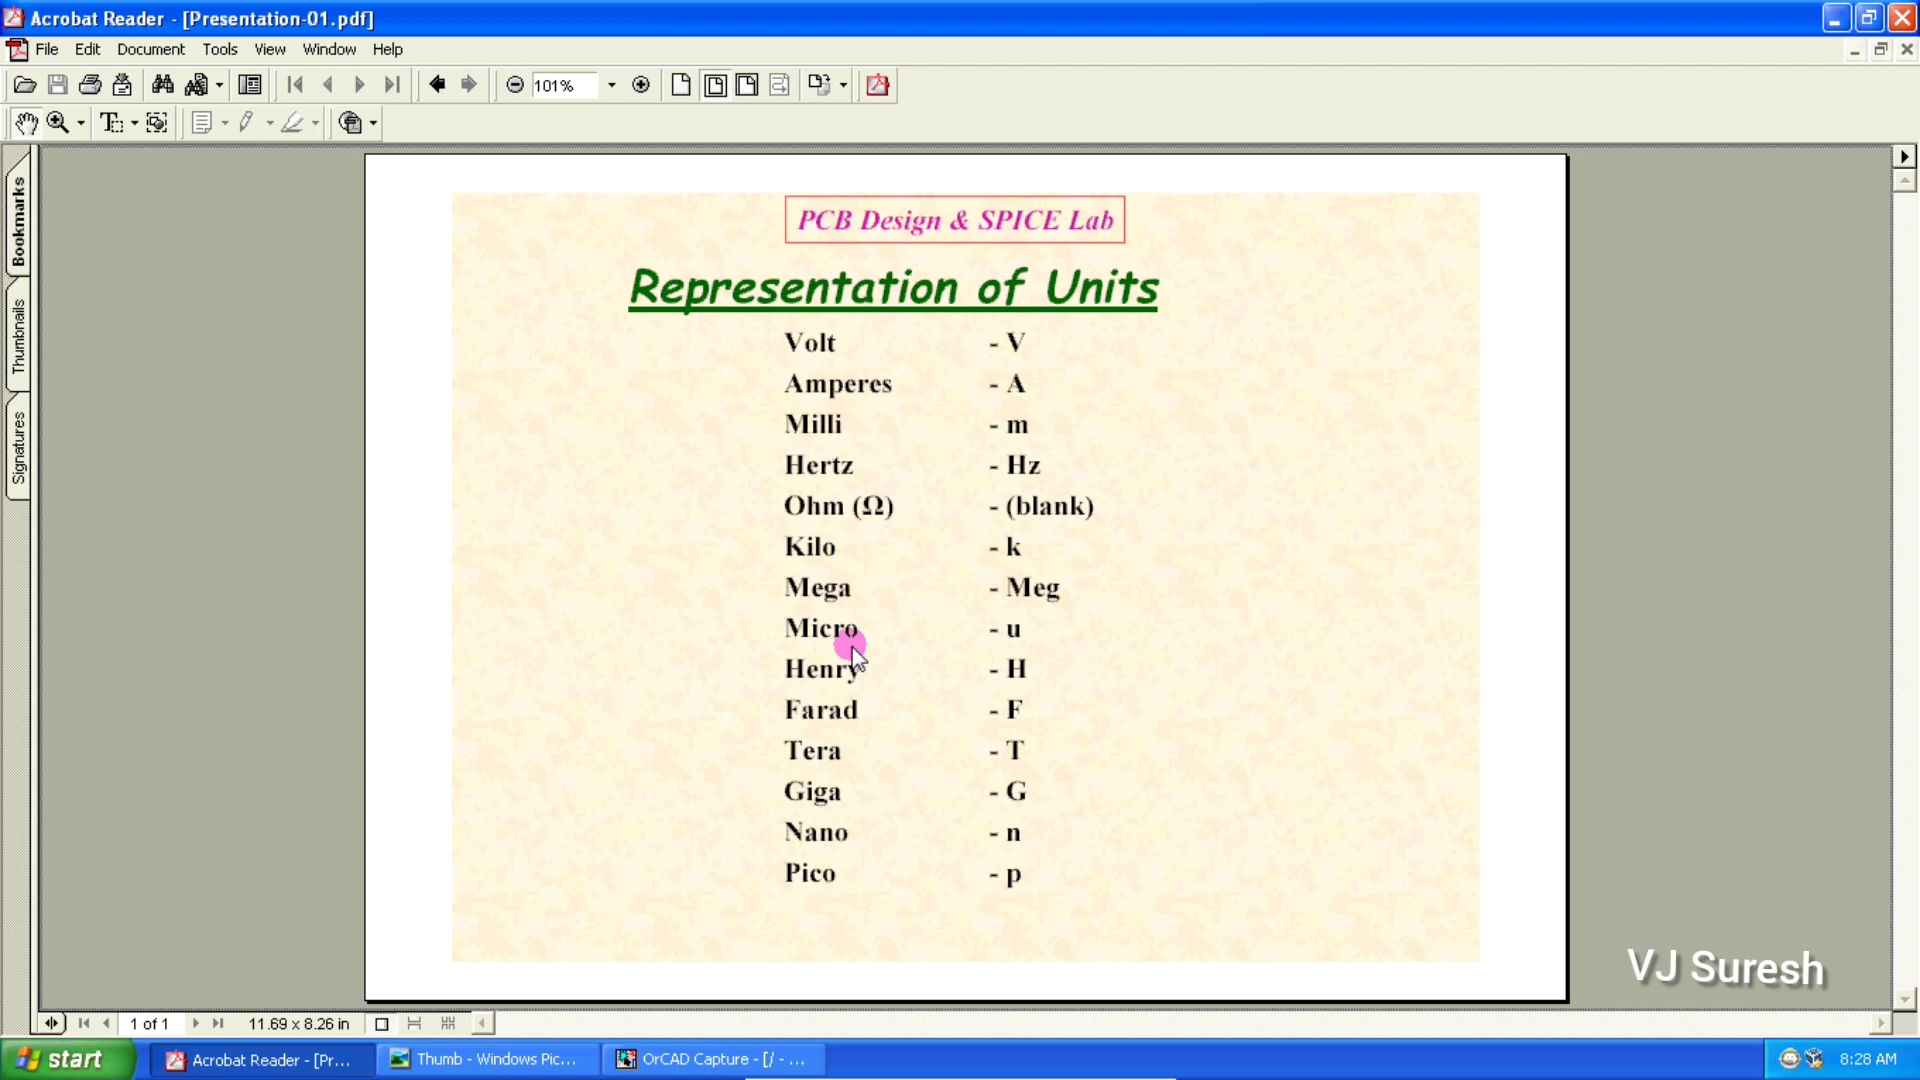 Acrobat Reader - [Presentation-01.pdf]
File Edit Document Tools View Window Help
101%
Bookmarks
Thumbnails
Signatures
PCB Design & SPICE Lab
Representation of Units
Volt - V
Amperes - A
Milli - m
Hertz - Hz
Ohm (Ω) - (blank)
Kilo - k
Mega - Meg
Micro - u
Henry - H
Farad - F
Tera - T
Giga - G
Nano - n
Pico - p
VJ Suresh
1 of 1 11.69 x 8.26 in
start Acrobat Reader - [Pr... Thumb - Windows Pic... OrCAD Capture - [/ - ... 8:28 AM